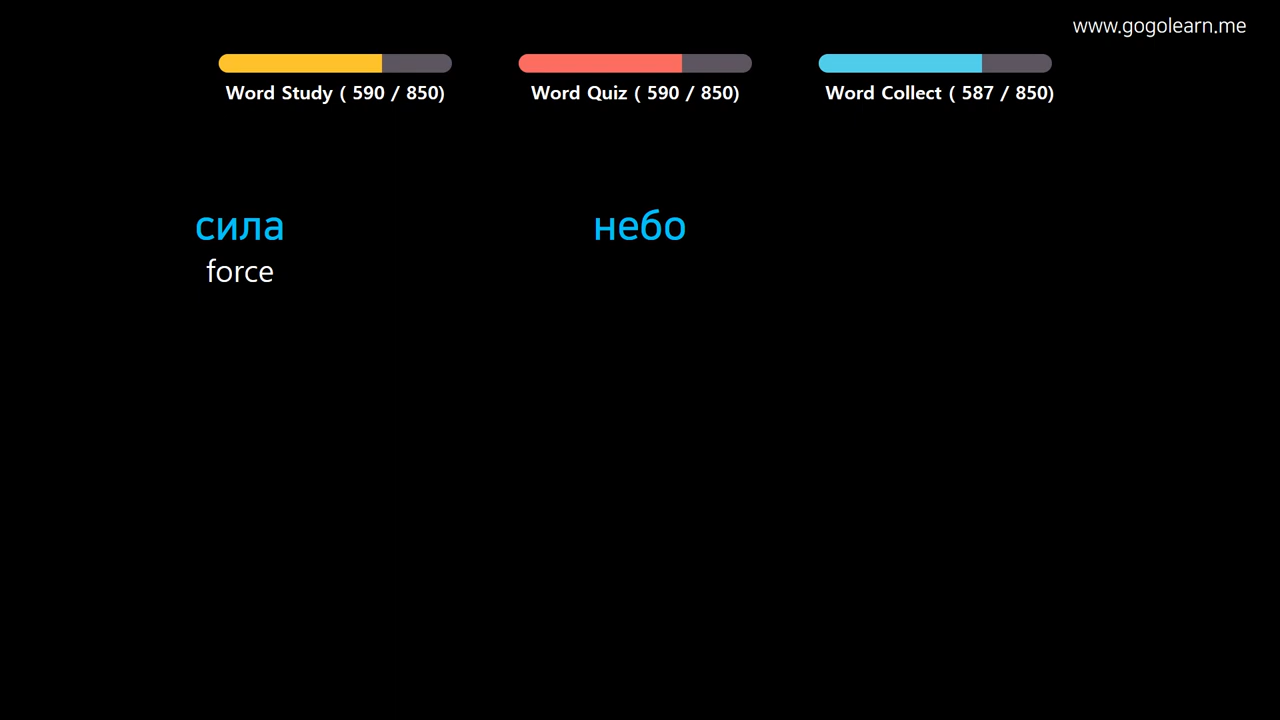 www.gogolearn.me
Word Study ( 590 / 850)
Word Quiz ( 590 / 850)
Word Collect ( 587 / 850)
сила
небо
force